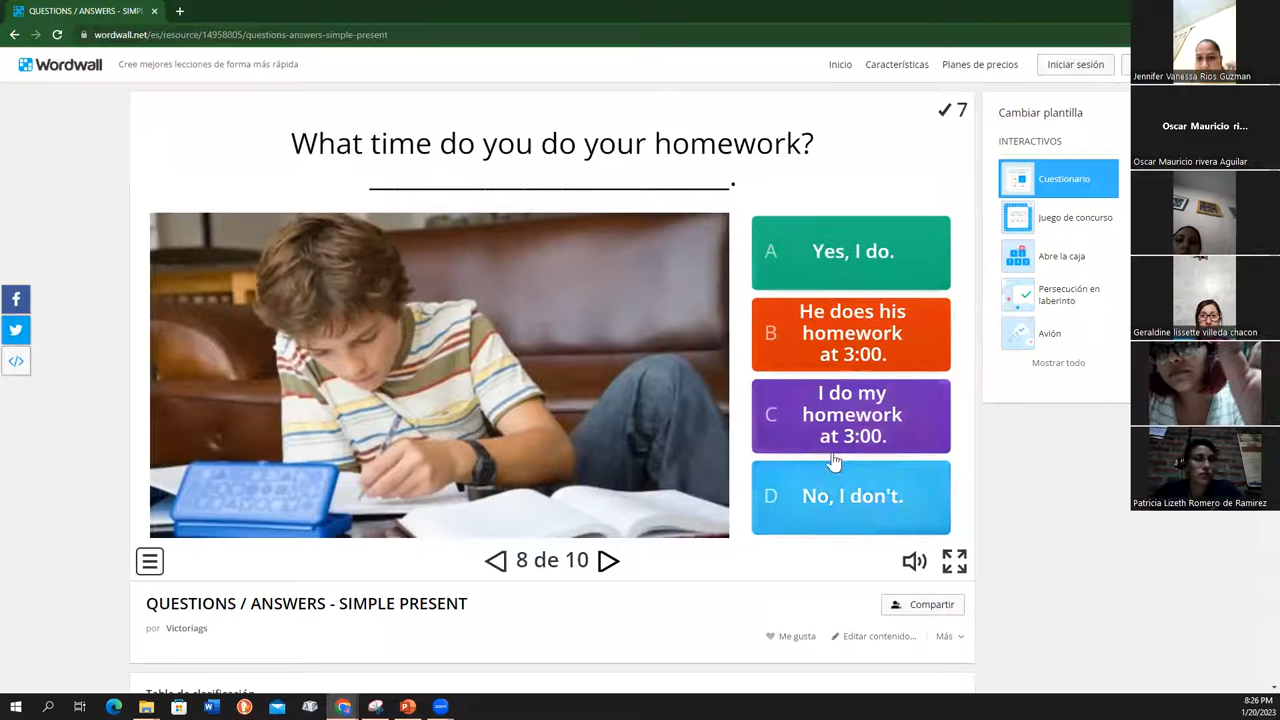 QUESTIONS / ANSWERS - SIMPL
wordwall.net/es/resource/14958805/questions-answers-simple-present
Wordwall
Cree mejores lecciones de forma más rápida
Inicio
Características
Planes de precios
Iniciar sesión
7
What time do you do your homework?
____________________________.
A
Yes, I do.
B
He does his
homework
at 3:00.
C
I do my
homework
at 3:00.
D
No, I don't.
8 de 10
QUESTIONS / ANSWERS - SIMPLE PRESENT
por Victoriags
Compartir
Me gusta
Editar contenido...
Más
Cambiar plantilla
INTERACTIVOS
Cuestionario
Juego de concurso
Abre la caja
Persecución en
laberinto
Avión
Mostrar todo
Jennifer Vanessa Rios Guzman
Oscar Mauricio ri...
Oscar Mauricio rivera Aguilar
Geraldine lissette villeda chacon
Patricia Lizeth Romero de Ramirez
8:26 PM
1/20/2023